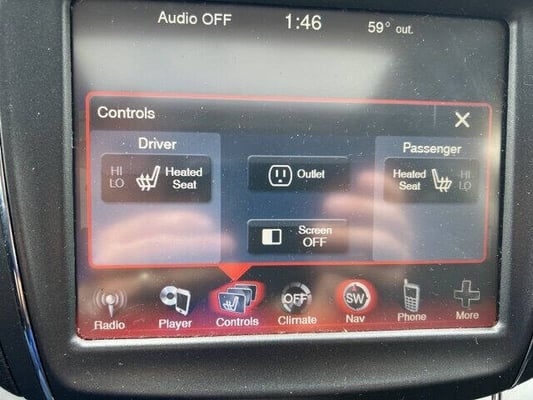 Audio OFF 1:46 59° out.
Controls
Driver
Passenger
HI
LO
Heated
Seat
Outlet
Heated
Seat
HI
LO
Screen
OFF
OFF
SW
Radio Player Controls Climate Nav Phone More